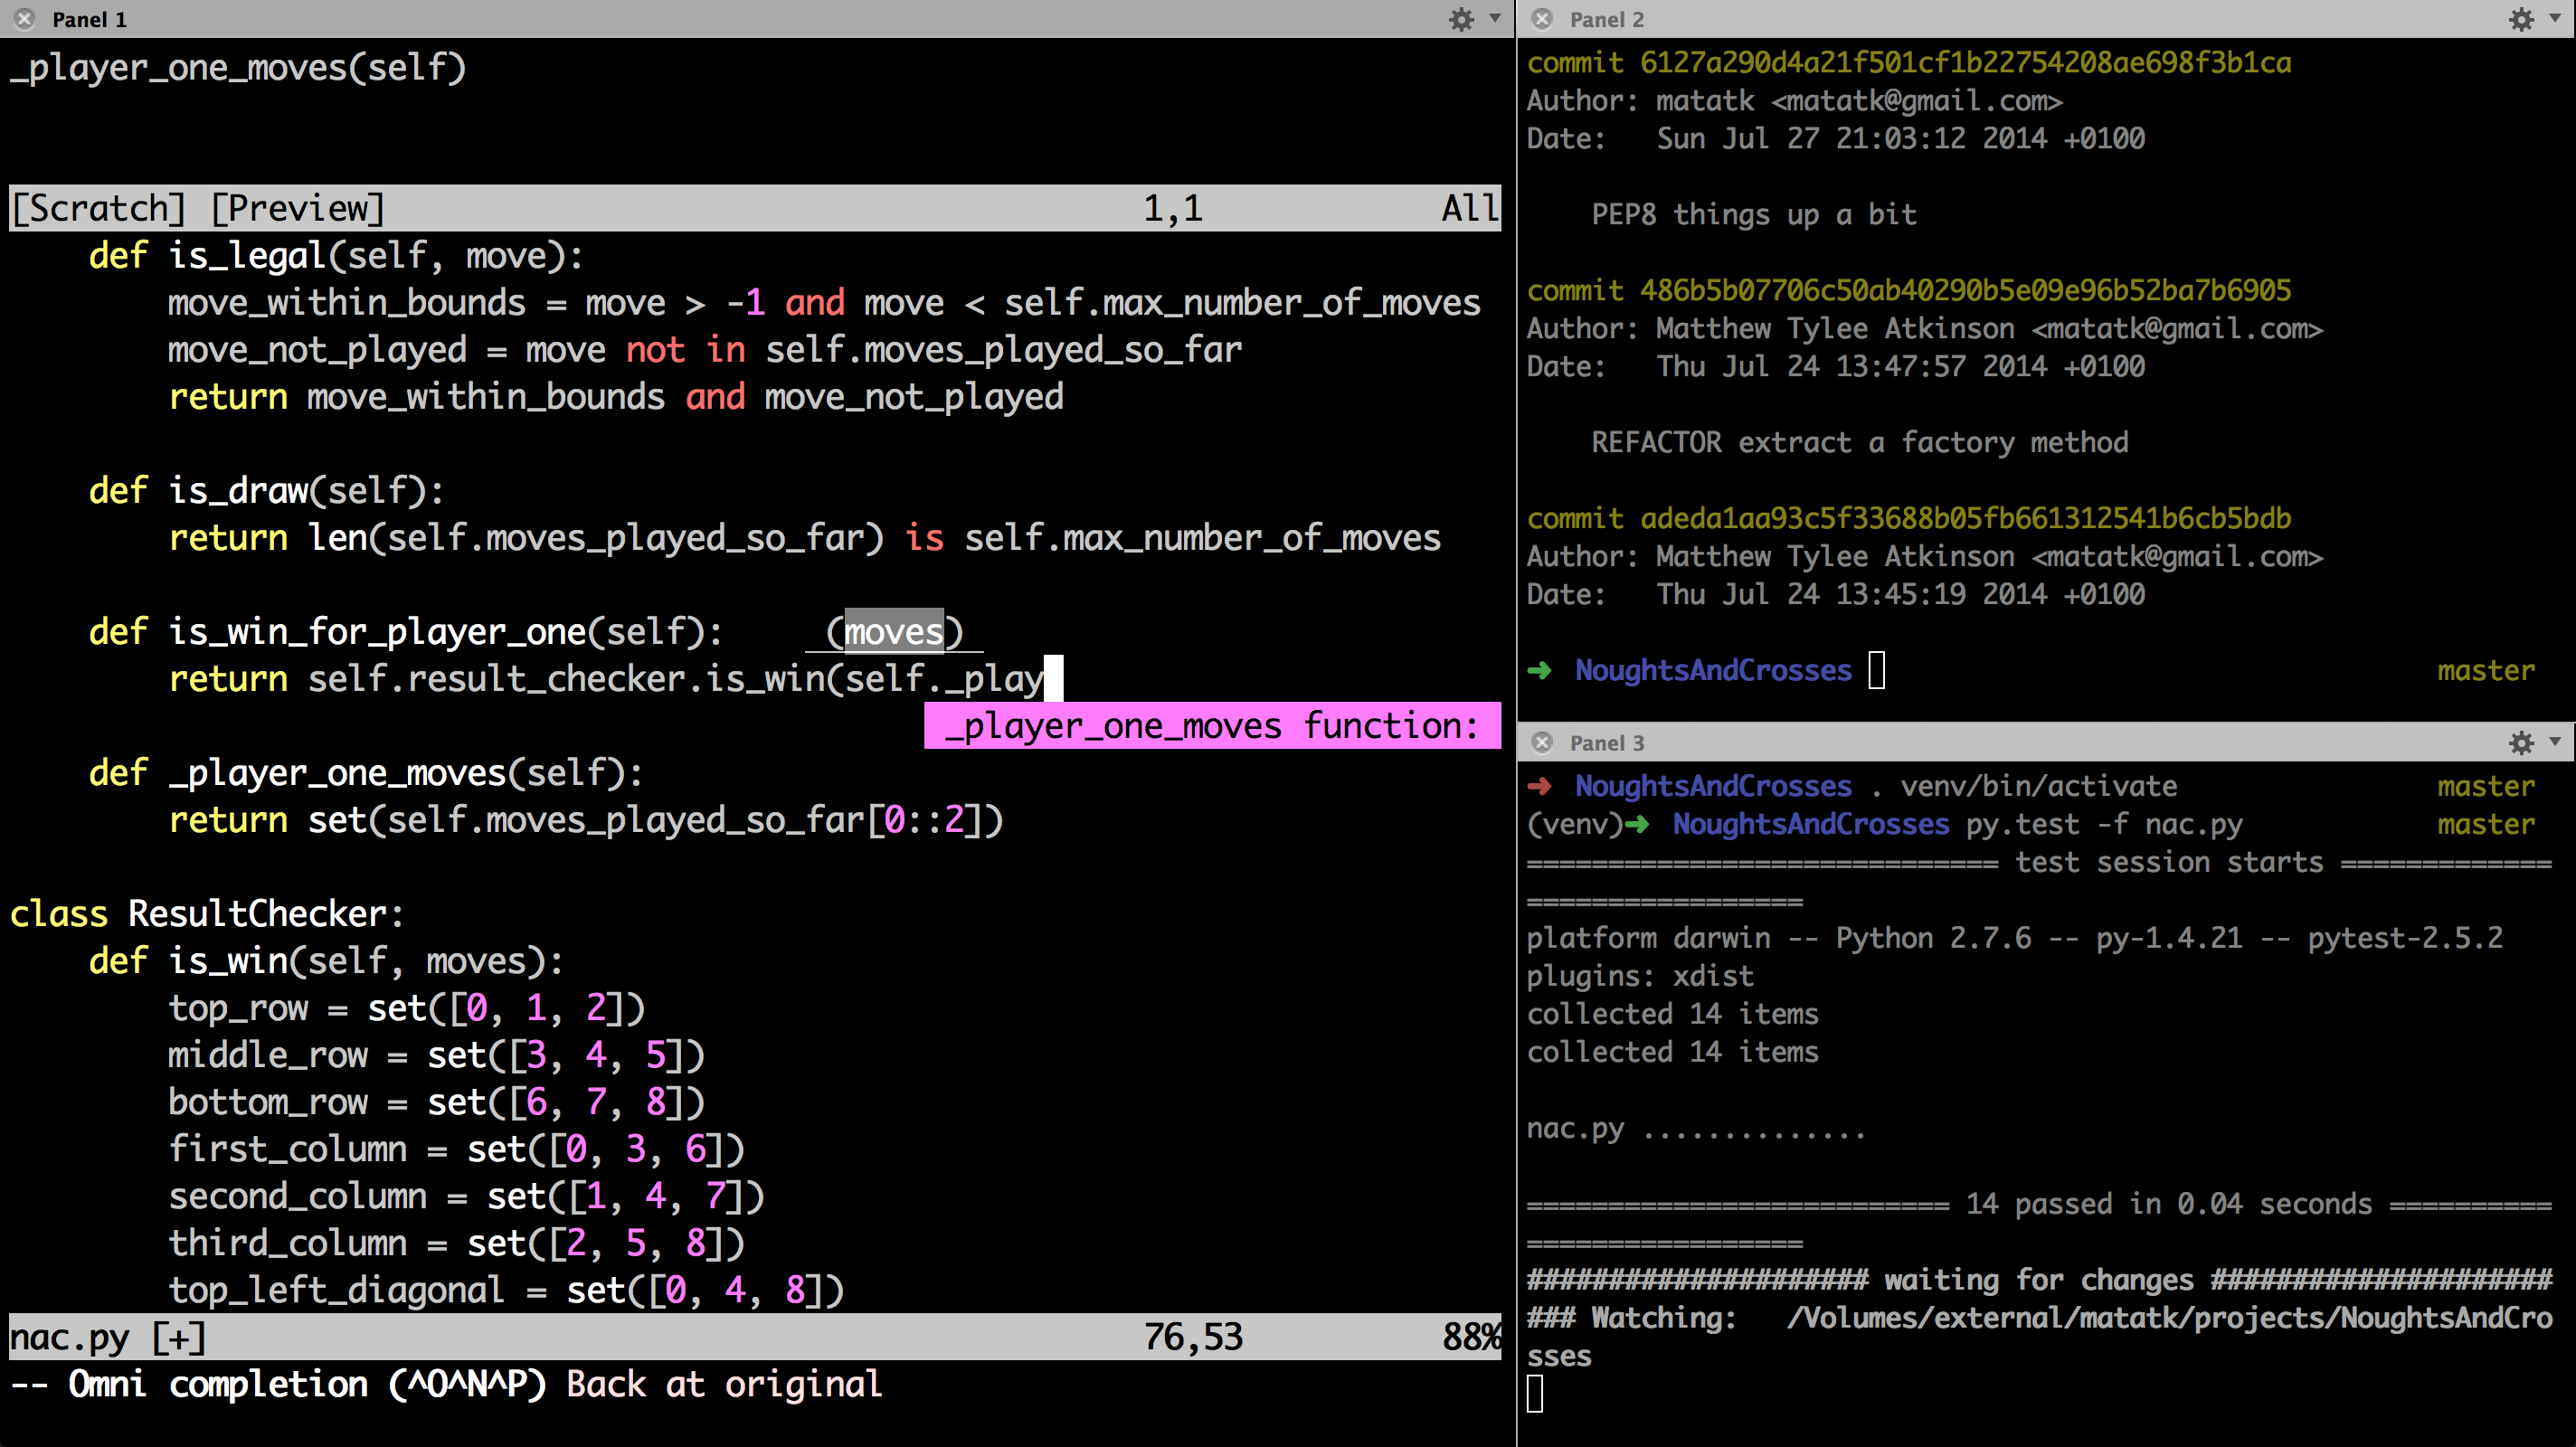 Panel 1
_player_one_moves(self)
[Scratch] [Preview] 1,1 All
def is_legal(self, move):
move_within_bounds = move > -1 and move < self.max_number_of_moves
move_not_played = move not in self.moves_played_so_far
return move_within_bounds and move_not_played
def is_draw(self):
return len(self.moves_played_so_far) is self.max_number_of_moves
def is_win_for_player_one(self): (moves)
return self.result_checker.is_win(self._play
_player_one_moves function:
def _player_one_moves(self):
return set(self.moves_played_so_far[0::2])
class ResultChecker:
def is_win(self, moves):
top_row = set([0, 1, 2])
middle_row = set([3, 4, 5])
bottom_row = set([6, 7, 8])
first_column = set([0, 3, 6])
second_column = set([1, 4, 7])
third_column = set([2, 5, 8])
top_left_diagonal = set([0, 4, 8])
nac.py [+] 76,53 88%
-- Omni completion (^O^N^P) Back at original
Panel 2
commit 6127a290d4a21f501cf1b22754208ae698f3b1ca
Author: matatk <matatk@gmail.com>
Date:   Sun Jul 27 21:03:12 2014 +0100
PEP8 things up a bit
commit 486b5b07706c50ab40290b5e09e96b52ba7b6905
Author: Matthew Tylee Atkinson <matatk@gmail.com>
Date:   Thu Jul 24 13:47:57 2014 +0100
REFACTOR extract a factory method
commit adeda1aa93c5f33688b05fb661312541b6cb5bdb
Author: Matthew Tylee Atkinson <matatk@gmail.com>
Date:   Thu Jul 24 13:45:19 2014 +0100
➜ NoughtsAndCrosses master
Panel 3
➜ NoughtsAndCrosses . venv/bin/activate master
(venv)➜ NoughtsAndCrosses py.test -f nac.py master
============================= test session starts =============
=================
platform darwin -- Python 2.7.6 -- py-1.4.21 -- pytest-2.5.2
plugins: xdist
collected 14 items
collected 14 items
nac.py ..............
========================== 14 passed in 0.04 seconds ==========
=================
##################### waiting for changes #####################
### Watching:   /Volumes/external/matatk/projects/NoughtsAndCro
sses